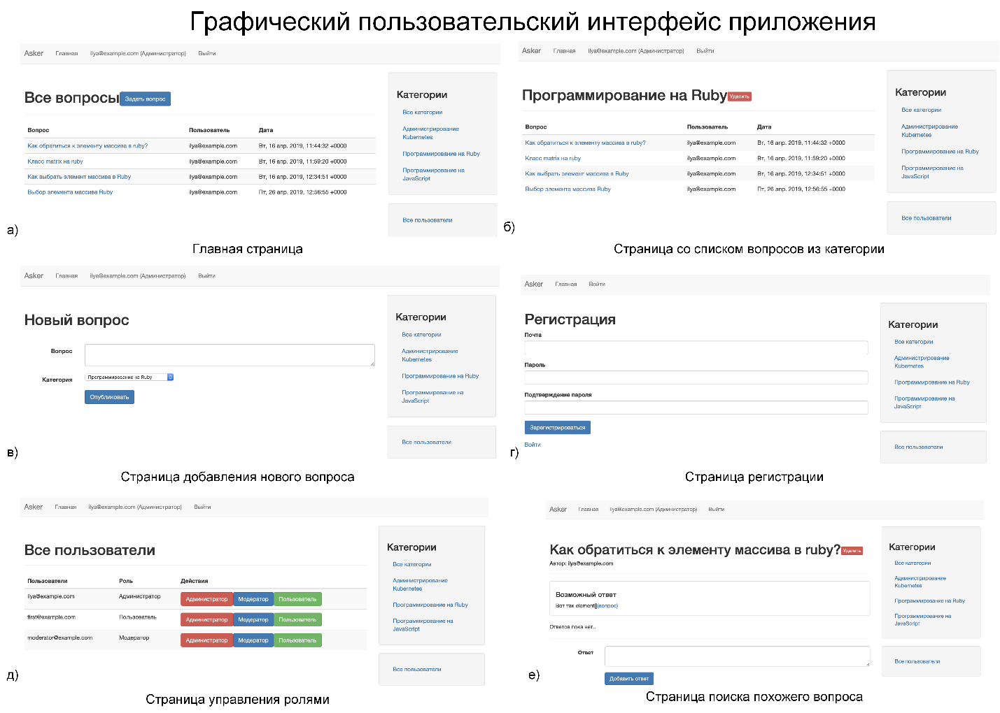 Графический пользовательский интерфейс приложения
Asker Главная ilya@example.com (Администратор) Выйти
Все вопросы Задать вопрос
Вопрос Пользователь Дата
Как обратиться к элементу массива в ruby? ilya@example.com Вт, 16 апр. 2019, 11:44:32 +0000
Класс matrix на ruby ilya@example.com Вт, 16 апр. 2019, 11:59:20 +0000
Как выбрать элемент массива в Ruby ilya@example.com Вт, 16 апр. 2019, 12:34:51 +0000
Выбор элемента массива Ruby ilya@example.com Пт, 26 апр. 2019, 12:56:55 +0000
Категории
Все категории
Администрирование
Kubernetes
Программирование на Ruby
Программирование на
JavaScript
Все пользователи
а)
Главная страница
Asker Главная ilya@example.com (Администратор) Выйти
Программирование на Ruby Удалить
Вопрос Пользователь Дата
Как обратиться к элементу массива в ruby? ilya@example.com Вт, 16 апр. 2019, 11:44:32 +0000
Класс matrix на ruby ilya@example.com Вт, 16 апр. 2019, 11:59:20 +0000
Как выбрать элемент массива в Ruby ilya@example.com Вт, 16 апр. 2019, 12:34:51 +0000
Выбор элемента массива Ruby ilya@example.com Пт, 26 апр. 2019, 12:56:55 +0000
Категории
Все категории
Администрирование
Kubernetes
Программирование на Ruby
Программирование на
JavaScript
Все пользователи
б)
Страница со списком вопросов из категории
Asker Главная ilya@example.com (Администратор) Выйти
Новый вопрос
Вопрос
Категория Программирование на Ruby
Опубликовать
Категории
Все категории
Администрирование
Kubernetes
Программирование на Ruby
Программирование на
JavaScript
Все пользователи
в)
Страница добавления нового вопроса
Asker Главная Войти
Регистрация
Почта
Пароль
Подтверждение пароля
Зарегистрироваться
Войти
Категории
Все категории
Администрирование
Kubernetes
Программирование на Ruby
Программирование на
JavaScript
Все пользователи
г)
Страница регистрации
Asker Главная ilya@example.com (Администратор) Выйти
Все пользователи
Пользователи Роль Действия
ilya@example.com Администратор Администратор Модератор Пользователь
first@example.com Пользователь Администратор Модератор Пользователь
moderator@example.com Модератор Администратор Модератор Пользователь
Категории
Все категории
Администрирование
Kubernetes
Программирование на Ruby
Программирование на
JavaScript
Все пользователи
д)
Страница управления ролями
Asker Главная ilya@example.com (Администратор) Выйти
Как обратиться к элементу массива в ruby? Удалить
Автор: ilya@example.com
Возможный ответ
Вот так element[](вопрос)
Ответов пока нет..
Ответ
Добавить ответ
Категории
Все категории
Администрирование
Kubernetes
Программирование на Ruby
Программирование на
JavaScript
Все пользователи
е)
Страница поиска похожего вопроса